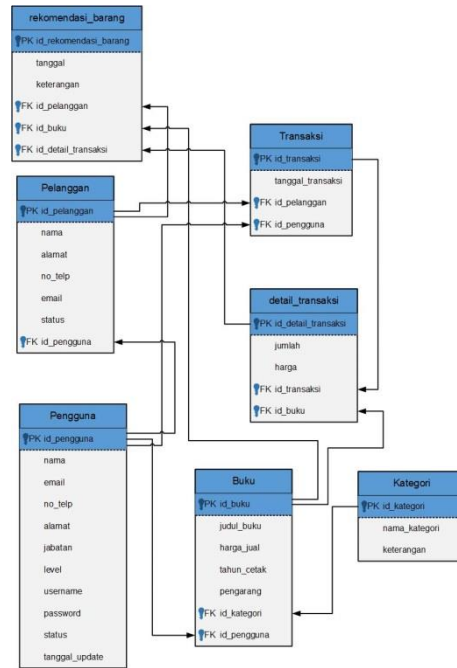 rekomendasi_barang
PK id_rekomendasi_barang
tanggal
keterangan
FK id_pelanggan
FK id_buku
FK id_detail_transaksi
Pelanggan
PK id_pelanggan
nama
alamat
no_telp
email
status
FK id_pengguna
Pengguna
PK id_pengguna
nama
email
no_telp
alamat
jabatan
level
username
password
status
tanggal_update
Transaksi
PK id_transaksi
tanggal_transaksi
FK id_pelanggan
FK id_pengguna
detail_transaksi
PK id_detail_transaksi
jumlah
harga
FK id_transaksi
FK id_buku
Buku
PK id_buku
judul_buku
harga_jual
tahun_cetak
pengarang
FK id_kategori
FK id_pengguna
Kategori
PK id_kategori
nama_kategori
keterangan